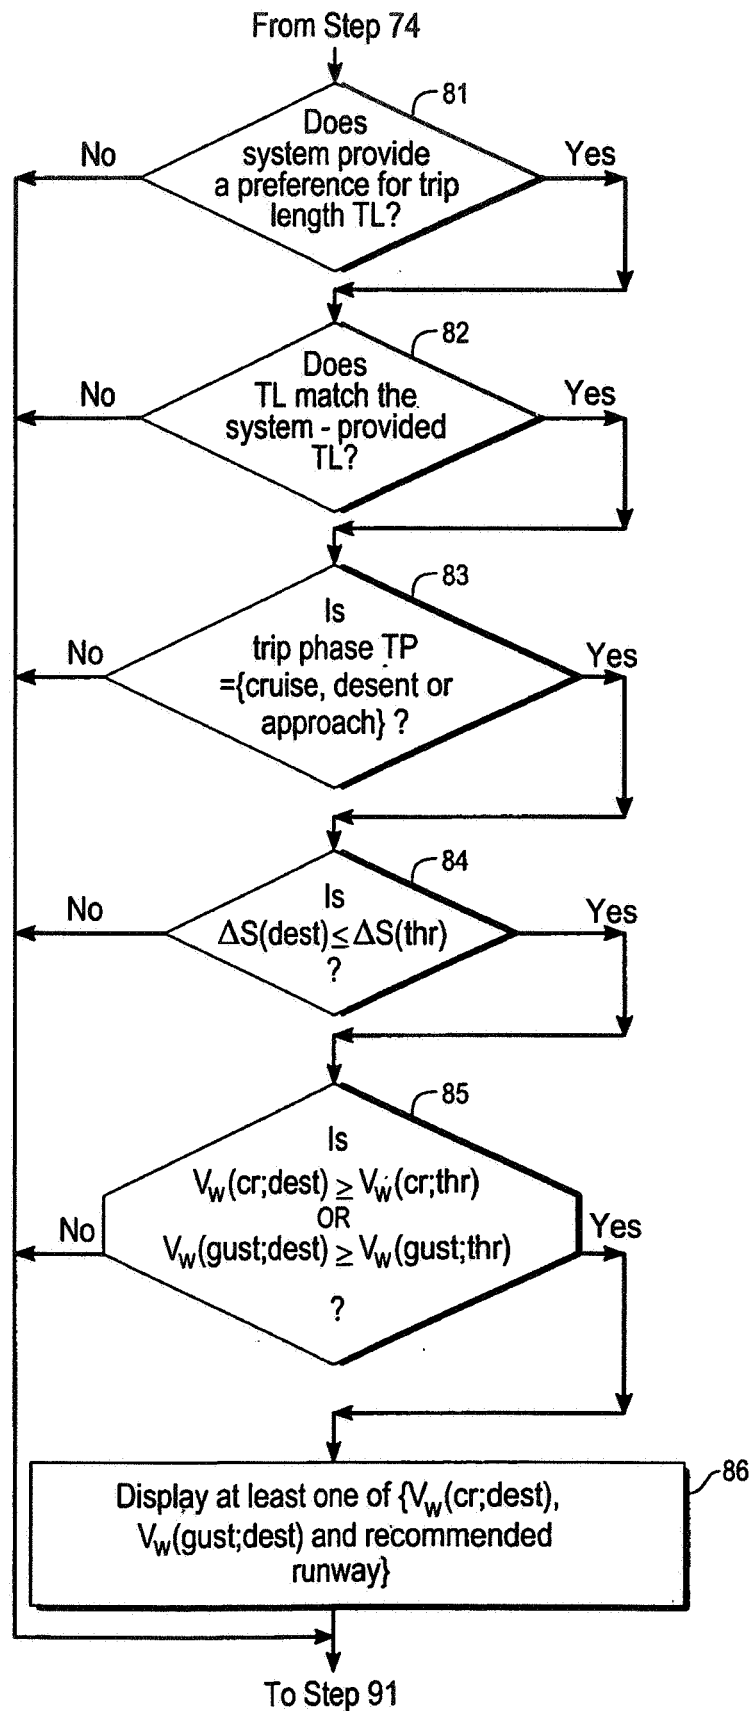 From Step 74
81
Does
system provide
a preference for trip
length TL?
No
Yes
82
Does
TL match the
system - provided
TL?
No
Yes
83
Is
trip phase TP
={cruise, desent or
approach} ?
No
Yes
84
Is
ΔS(dest)≤ ΔS(thr)
?
No
Yes
85
Is
Vw(cr;dest) ≥ Vw(cr;thr)
OR
Vw(gust;dest) ≥ Vw(gust;thr)
?
No
Yes
86
Display at least one of {Vw(cr;dest),
Vw(gust;dest) and recommended
runway}
To Step 91